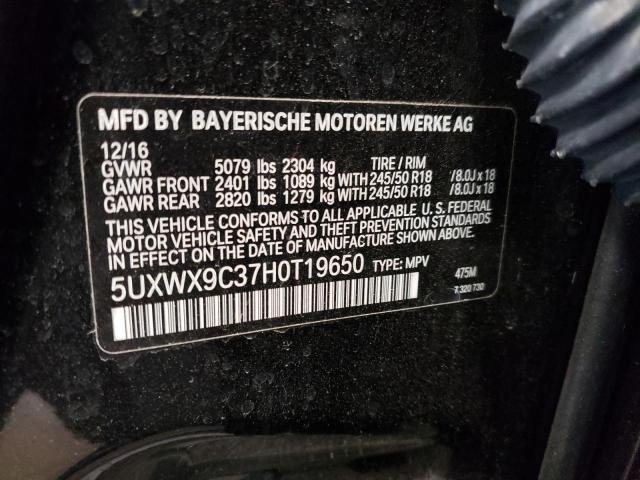 MFD BY BAYERISCHE MOTOREN WERKE AG
12/16
GVWR 5079 lbs 2304 kg TIRE / RIM
GAWR FRONT 2401 lbs 1089 kg WITH 245/50 R18 /8.0J x 18
GAWR REAR 2820 lbs 1279 kg WITH 245/50 R18 /8.0J x 18
THIS VEHICLE CONFORMS TO ALL APPLICABLE U. S. FEDERAL
MOTOR VEHICLE SAFETY AND THEFT PREVENTION STANDARDS
IN EFFECT ON THE DATE OF MANUFACTURE SHOWN ABOVE.
5UXWX9C37H0T19650 TYPE: MPV 475M
7 320 730